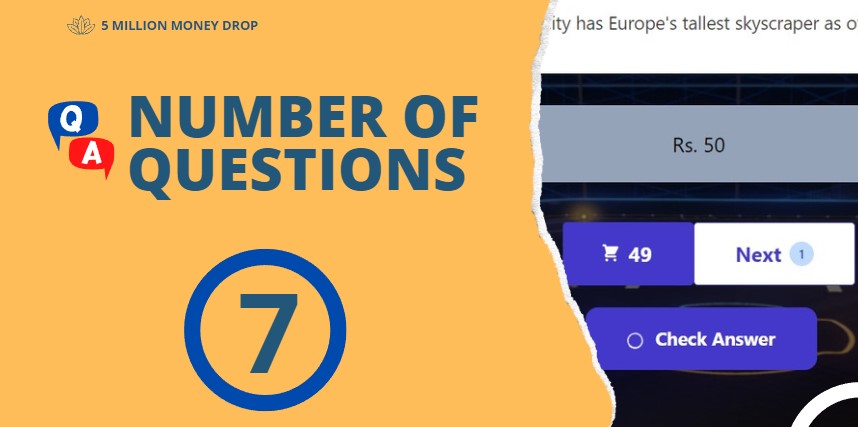 5 MILLION MONEY DROP
Q
A
NUMBER OF
QUESTIONS
7
ity has Europe's tallest skyscraper as o
Rs. 50
49
Next 1
Check Answer